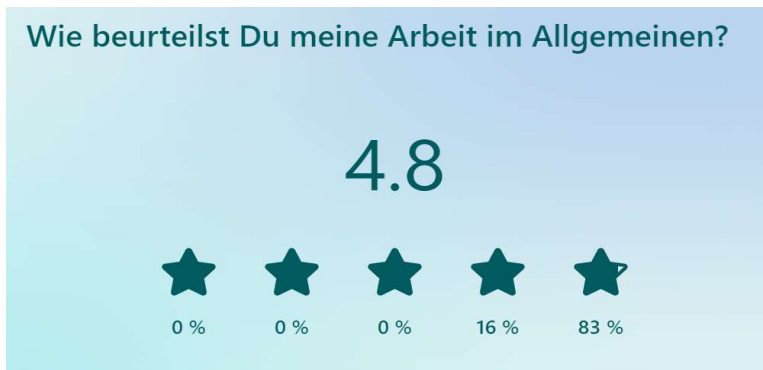 Wie beurteilst Du meine Arbeit im Allgemeinen?
4.8
0 % 0 % 0 % 16 % 83 %